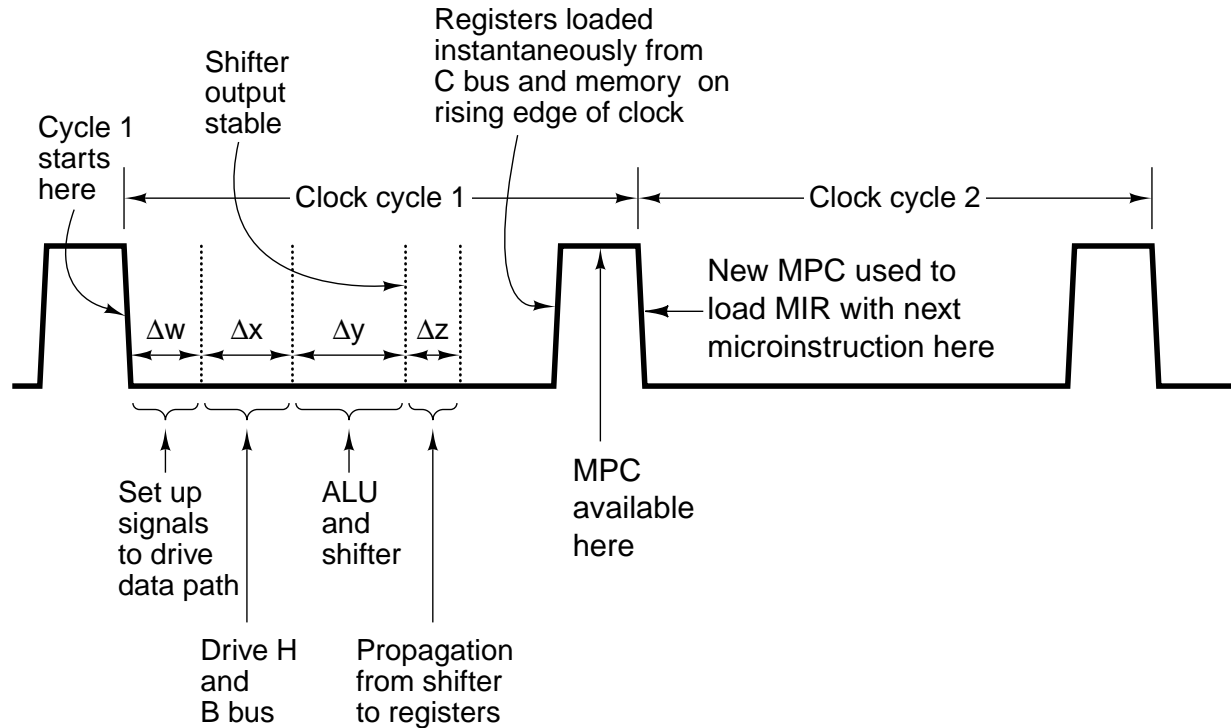 Registers loaded
instantaneously from
C bus and memory on
rising edge of clock
Shifter
output
stable
Cycle 1
starts
here
Clock cycle 1
Clock cycle 2
New MPC used to
load MIR with next
microinstruction here
Δw
Δx
Δy
Δz
Set up
signals
to drive
data path
ALU
and
shifter
MPC
available
here
Drive H
and
B bus
Propagation
from shifter
to registers